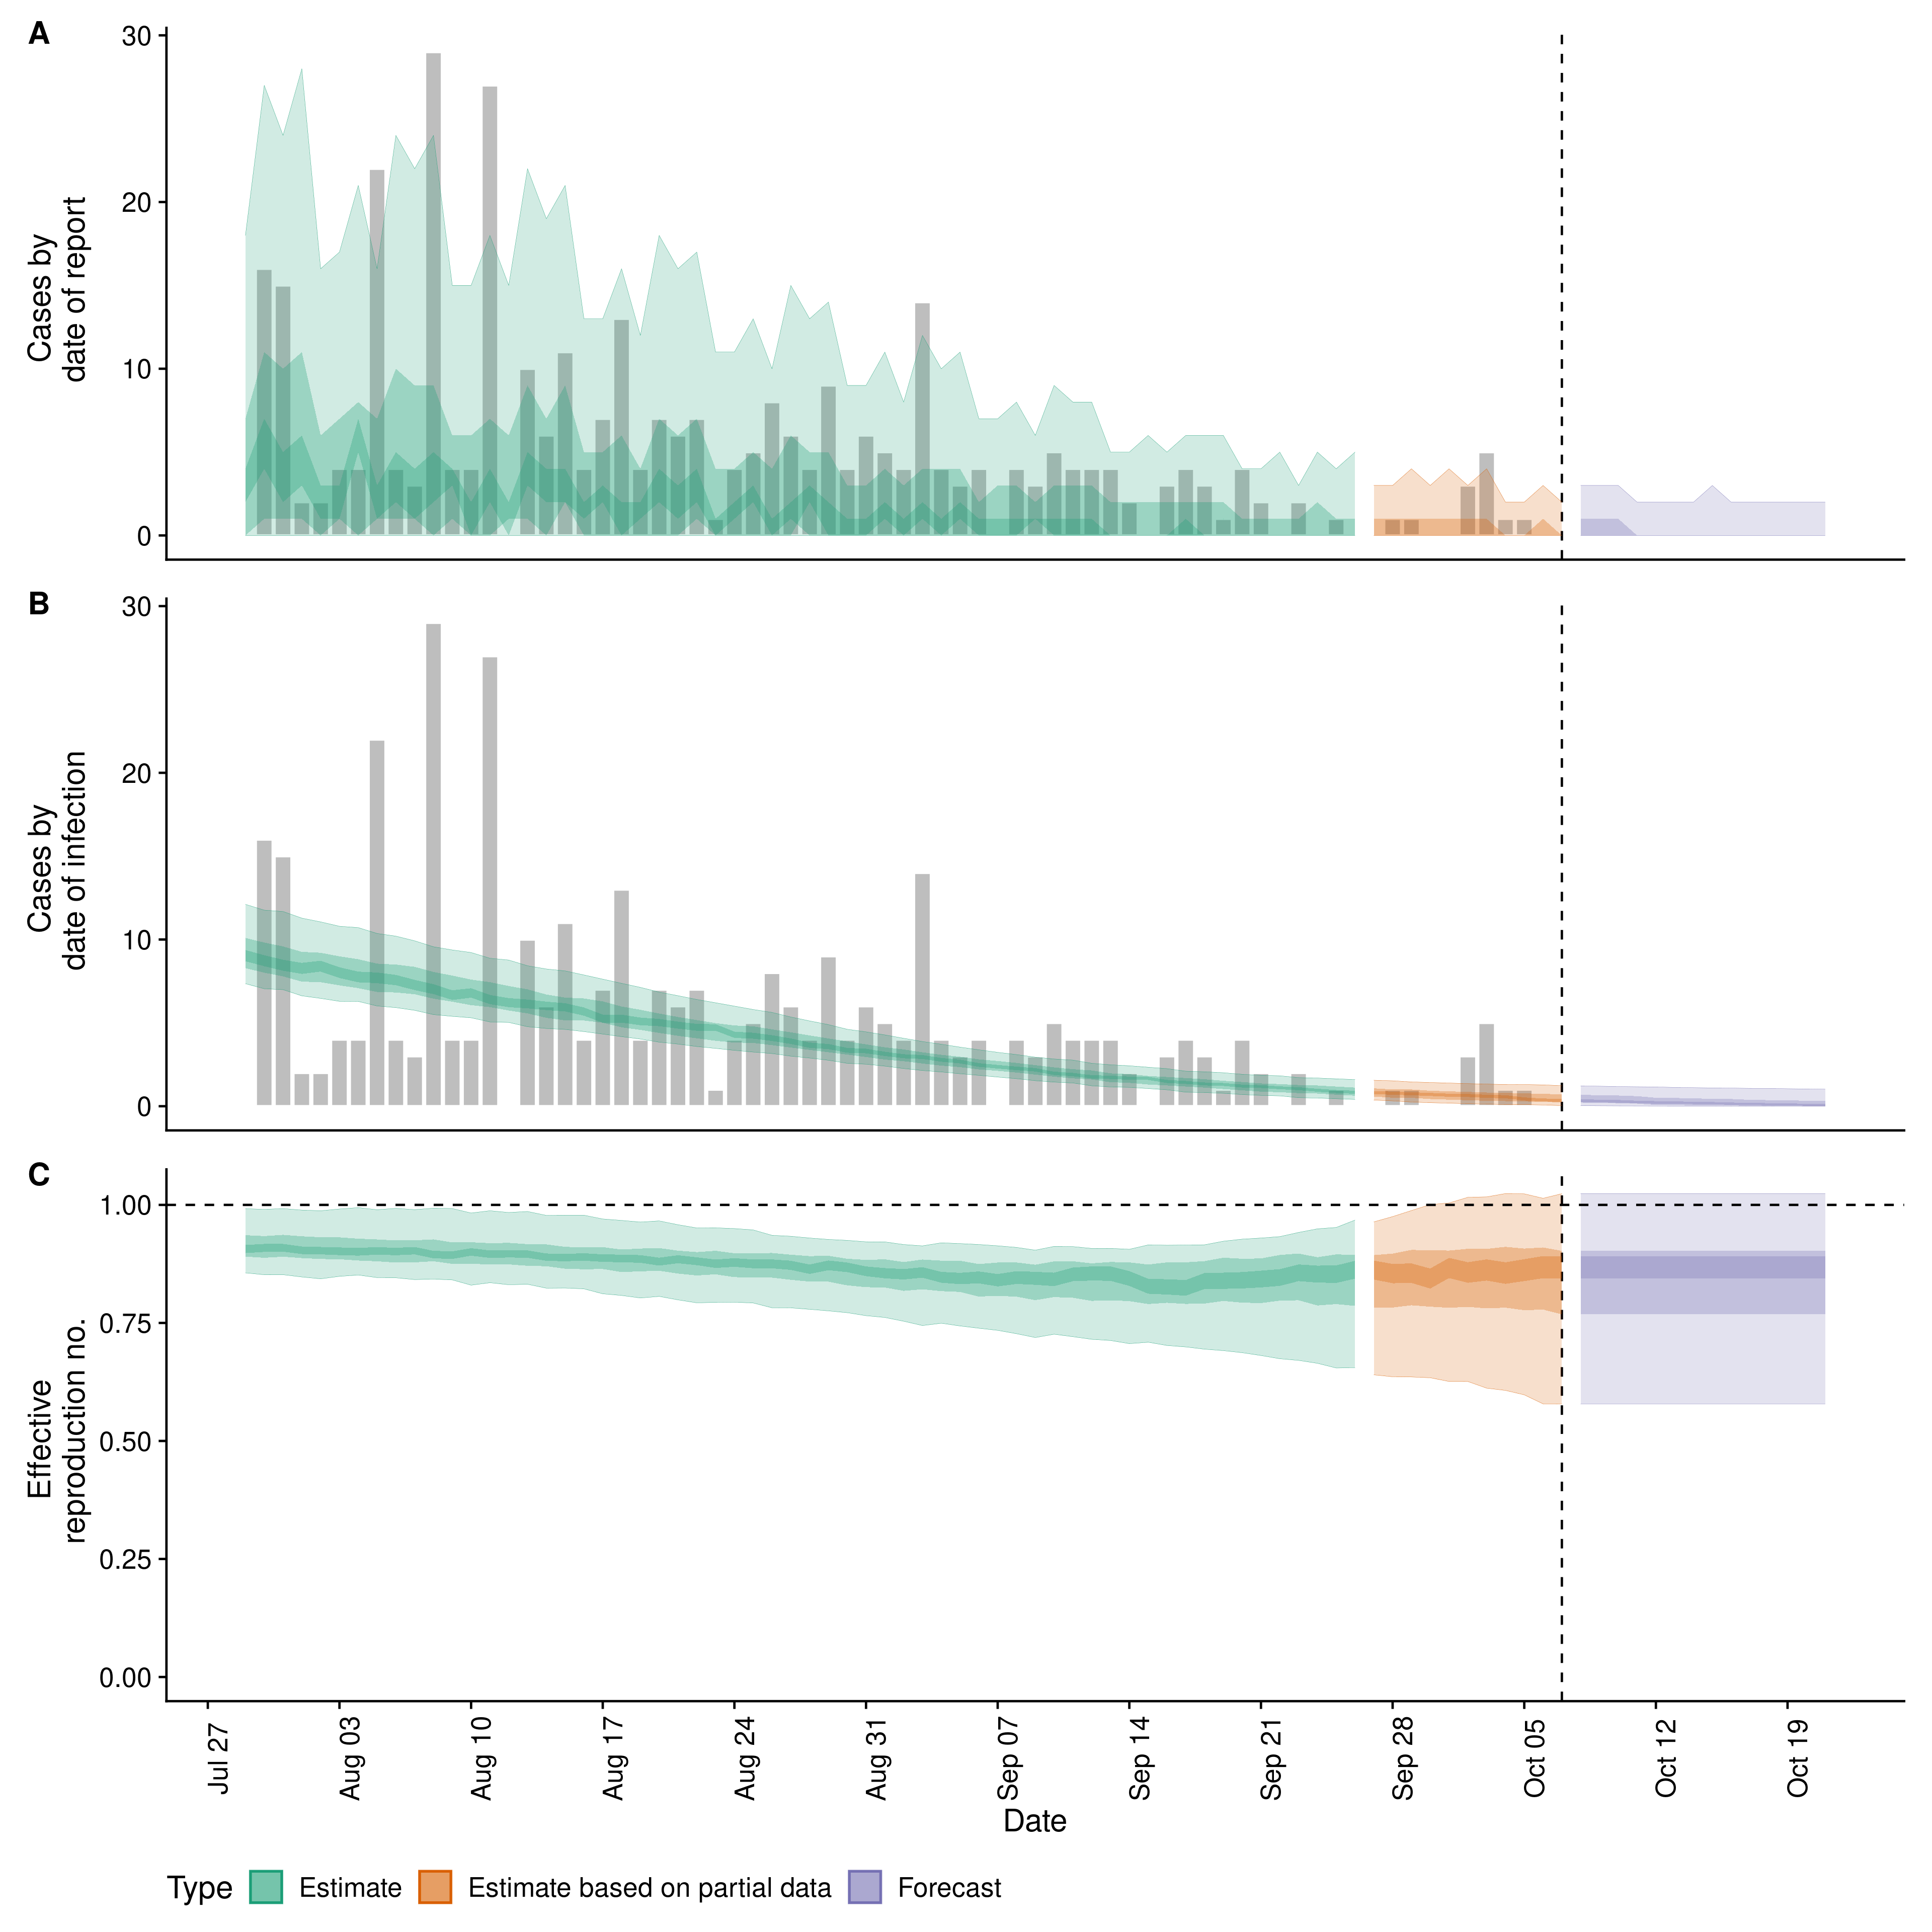 A
30
20
10
0
Cases by
date of report
B
30
20
10
0
Cases by
date of infection
C
1.00
0.75
0.50
0.25
0.00
Effective
reproduction no.
Jul 27
Aug 03
Aug 10
Aug 17
Aug 24
Aug 31
Sep 07
Sep 14
Sep 21
Sep 28
Oct 05
Oct 12
Oct 19
Date
Type Estimate Estimate based on partial data Forecast